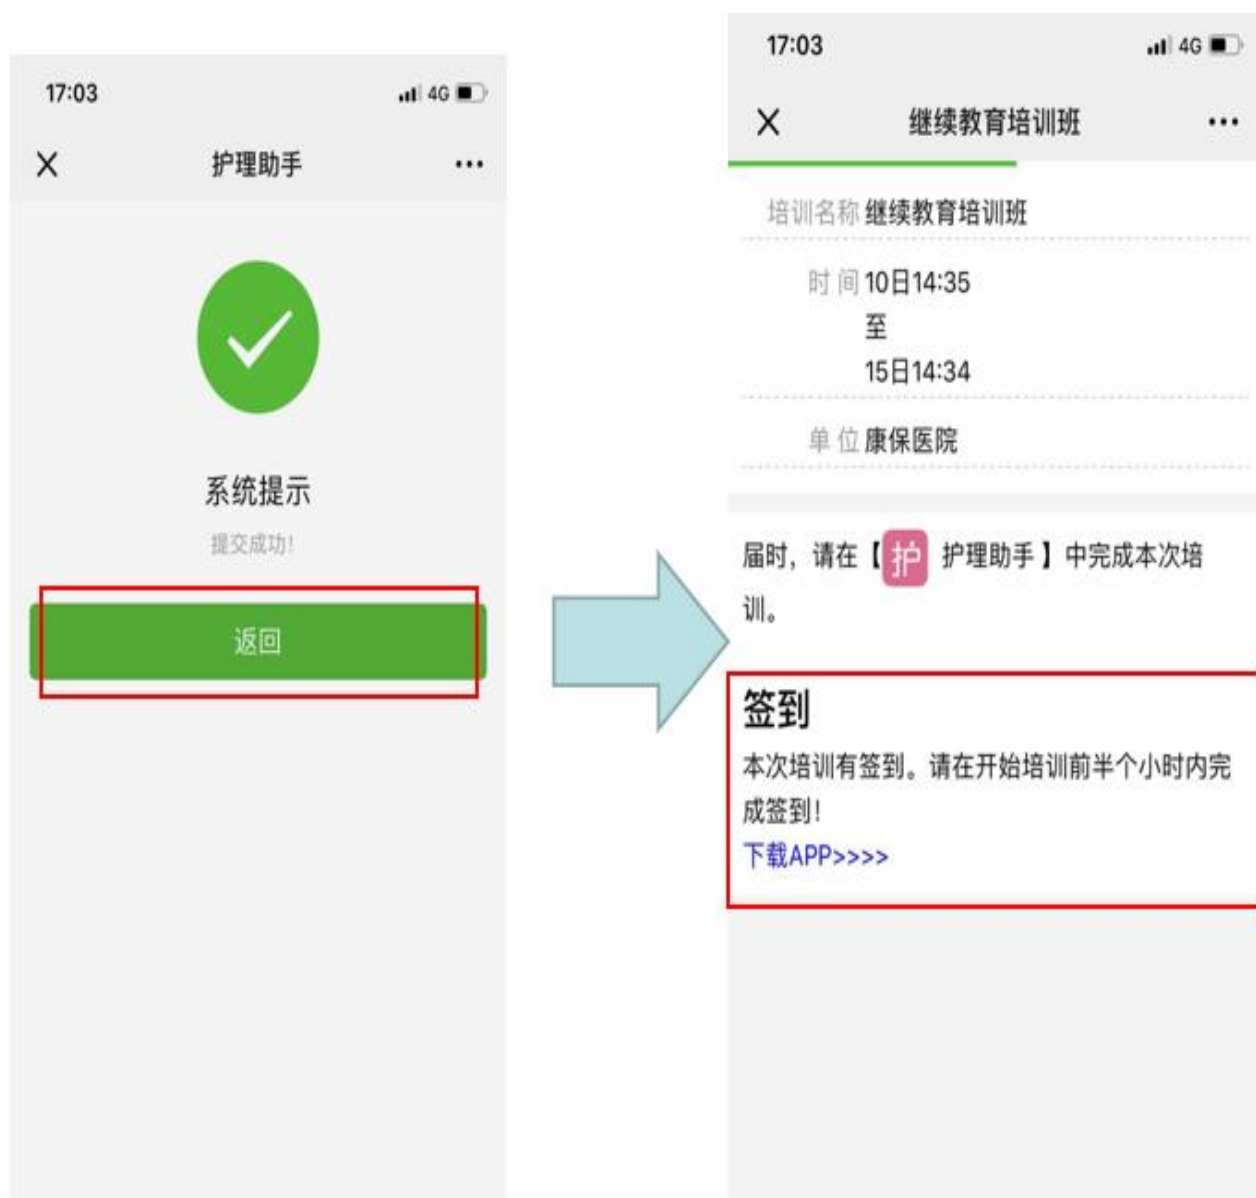 17:03
4G
护理助手
系统提示
提交成功!
返回
17:03
4G
继续教育培训班
培训名称 继续教育培训班
时间 10日14:35
至
15日14:34
单位 康保医院
届时，请在【护 护理助手】中完成本次培
训。
签到
本次培训有签到。请在开始培训前半个小时内完
成签到!
下载APP>>>>